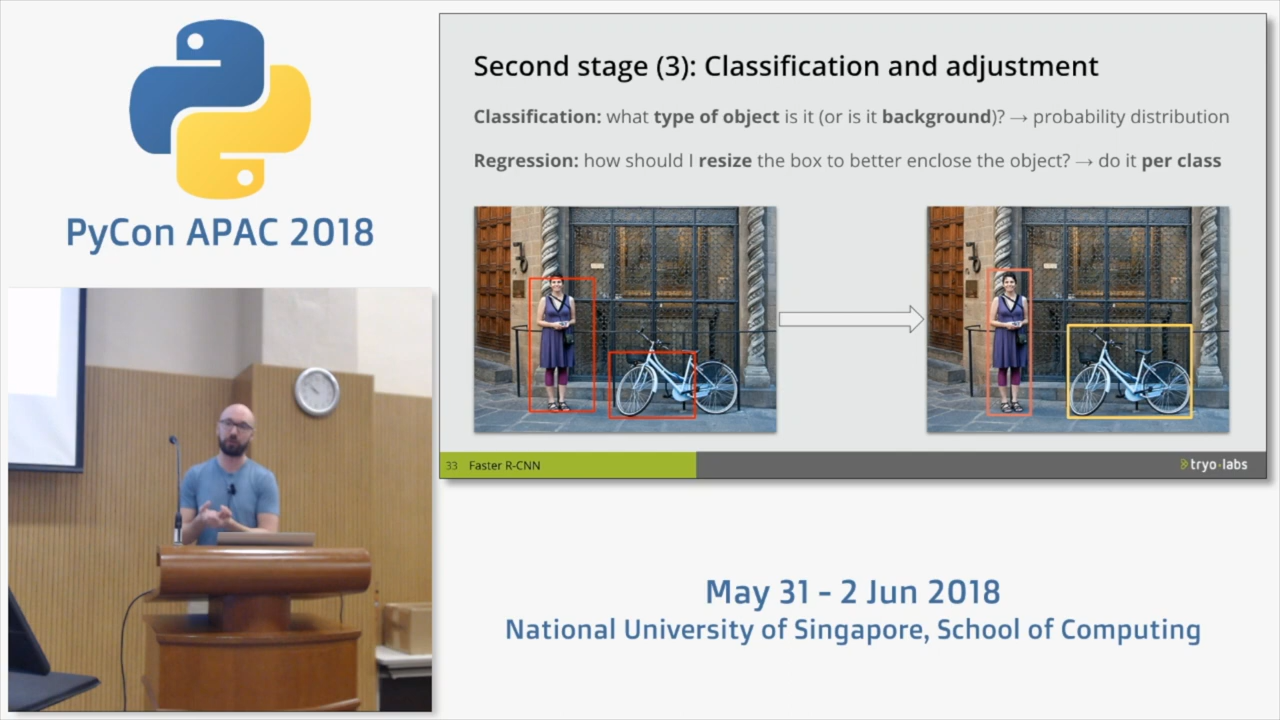 PyCon APAC 2018
Second stage (3): Classification and adjustment
Classification: what type of object is it (or is it background)? → probability distribution
Regression: how should I resize the box to better enclose the object? → do it per class
33 Faster R-CNN
tryo·labs
May 31 - 2 Jun 2018
National University of Singapore, School of Computing